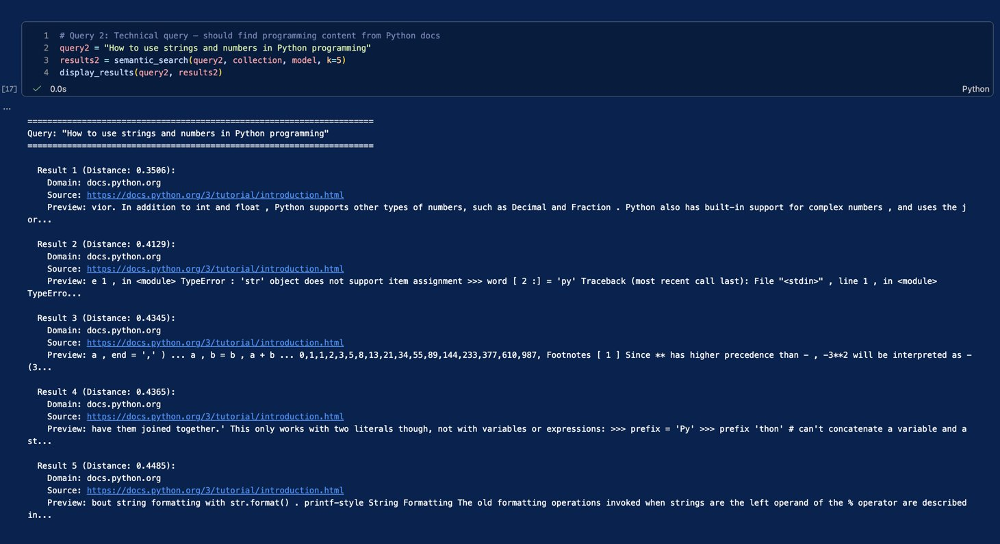 1 # Query 2: Technical query — should find programming content from Python docs
2 query2 = "How to use strings and numbers in Python programming"
3 results2 = semantic_search(query2, collection, model, k=5)
4 display_results(query2, results2)
[17] ✓ 0.0s Python
...
======================================================================
Query: "How to use strings and numbers in Python programming"
======================================================================
Result 1 (Distance: 0.3506):
Domain: docs.python.org
Source: https://docs.python.org/3/tutorial/introduction.html
Preview: vior. In addition to int and float , Python supports other types of numbers, such as Decimal and Fraction . Python also has built-in support for complex numbers , and uses the j
or...
Result 2 (Distance: 0.4129):
Domain: docs.python.org
Source: https://docs.python.org/3/tutorial/introduction.html
Preview: e 1 , in <module> TypeError : 'str' object does not support item assignment >>> word [ 2 :] = 'py' Traceback (most recent call last): File "<stdin>" , line 1 , in <module>
TypeErro...
Result 3 (Distance: 0.4345):
Domain: docs.python.org
Source: https://docs.python.org/3/tutorial/introduction.html
Preview: a , end = ',' ) ... a , b = b , a + b ... 0,1,1,2,3,5,8,13,21,34,55,89,144,233,377,610,987, Footnotes [ 1 ] Since ** has higher precedence than - , -3**2 will be interpreted as -
(3...
Result 4 (Distance: 0.4365):
Domain: docs.python.org
Source: https://docs.python.org/3/tutorial/introduction.html
Preview: have them joined together.' This only works with two literals though, not with variables or expressions: >>> prefix = 'Py' >>> prefix 'thon' # can't concatenate a variable and a
st...
Result 5 (Distance: 0.4485):
Domain: docs.python.org
Source: https://docs.python.org/3/tutorial/introduction.html
Preview: bout string formatting with str.format() . printf-style String Formatting The old formatting operations invoked when strings are the left operand of the % operator are described
in...